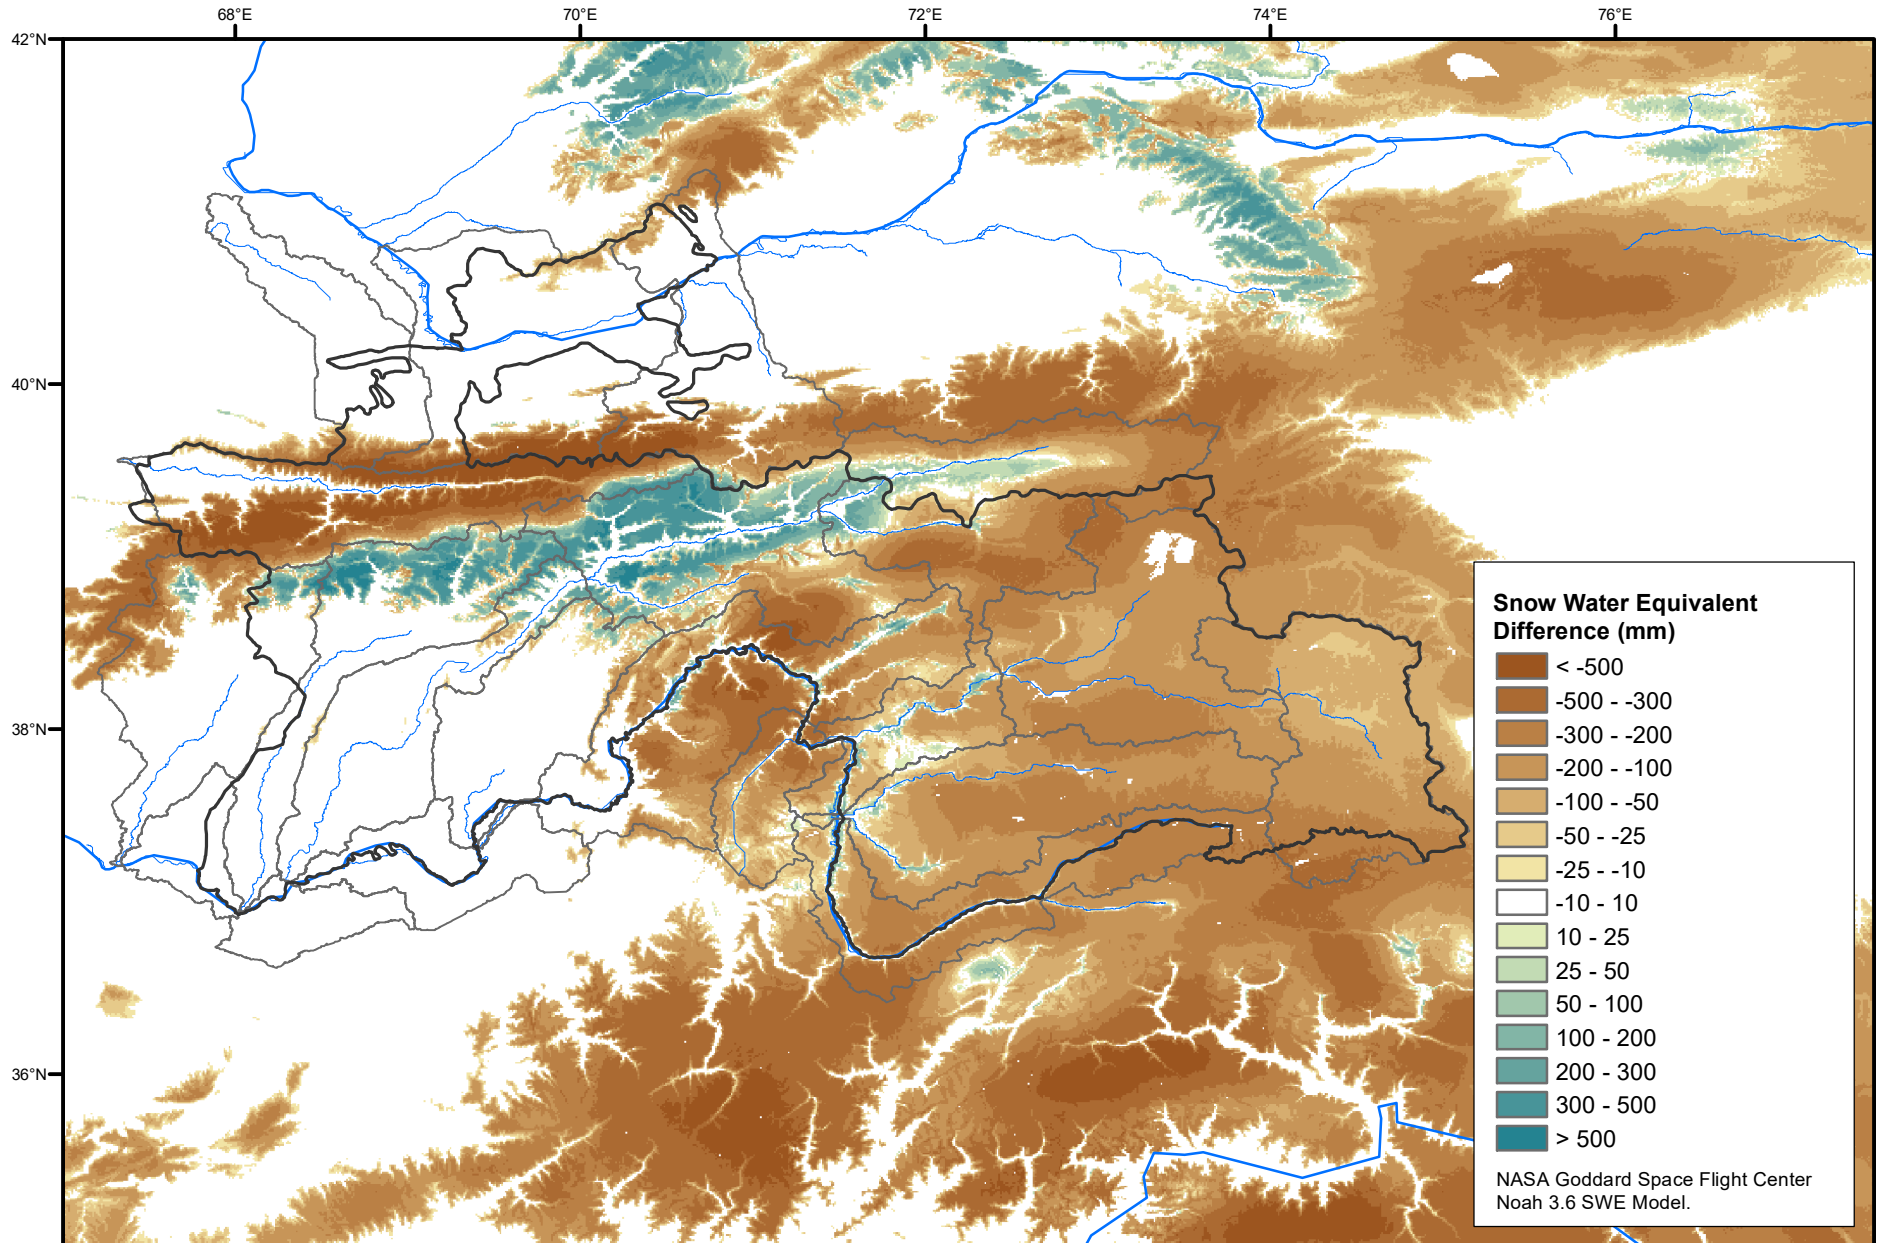 68°E
70°E
72°E
74°E
76°E
42°N
40°N
38°N
36°N
Snow Water Equivalent
Difference (mm)
< -500
-500 - -300
-300 - -200
-200 - -100
-100 - -50
-50 - -25
-25 - -10
-10 - 10
10 - 25
25 - 50
50 - 100
100 - 200
200 - 300
300 - 500
> 500
NASA Goddard Space Flight Center
Noah 3.6 SWE Model.